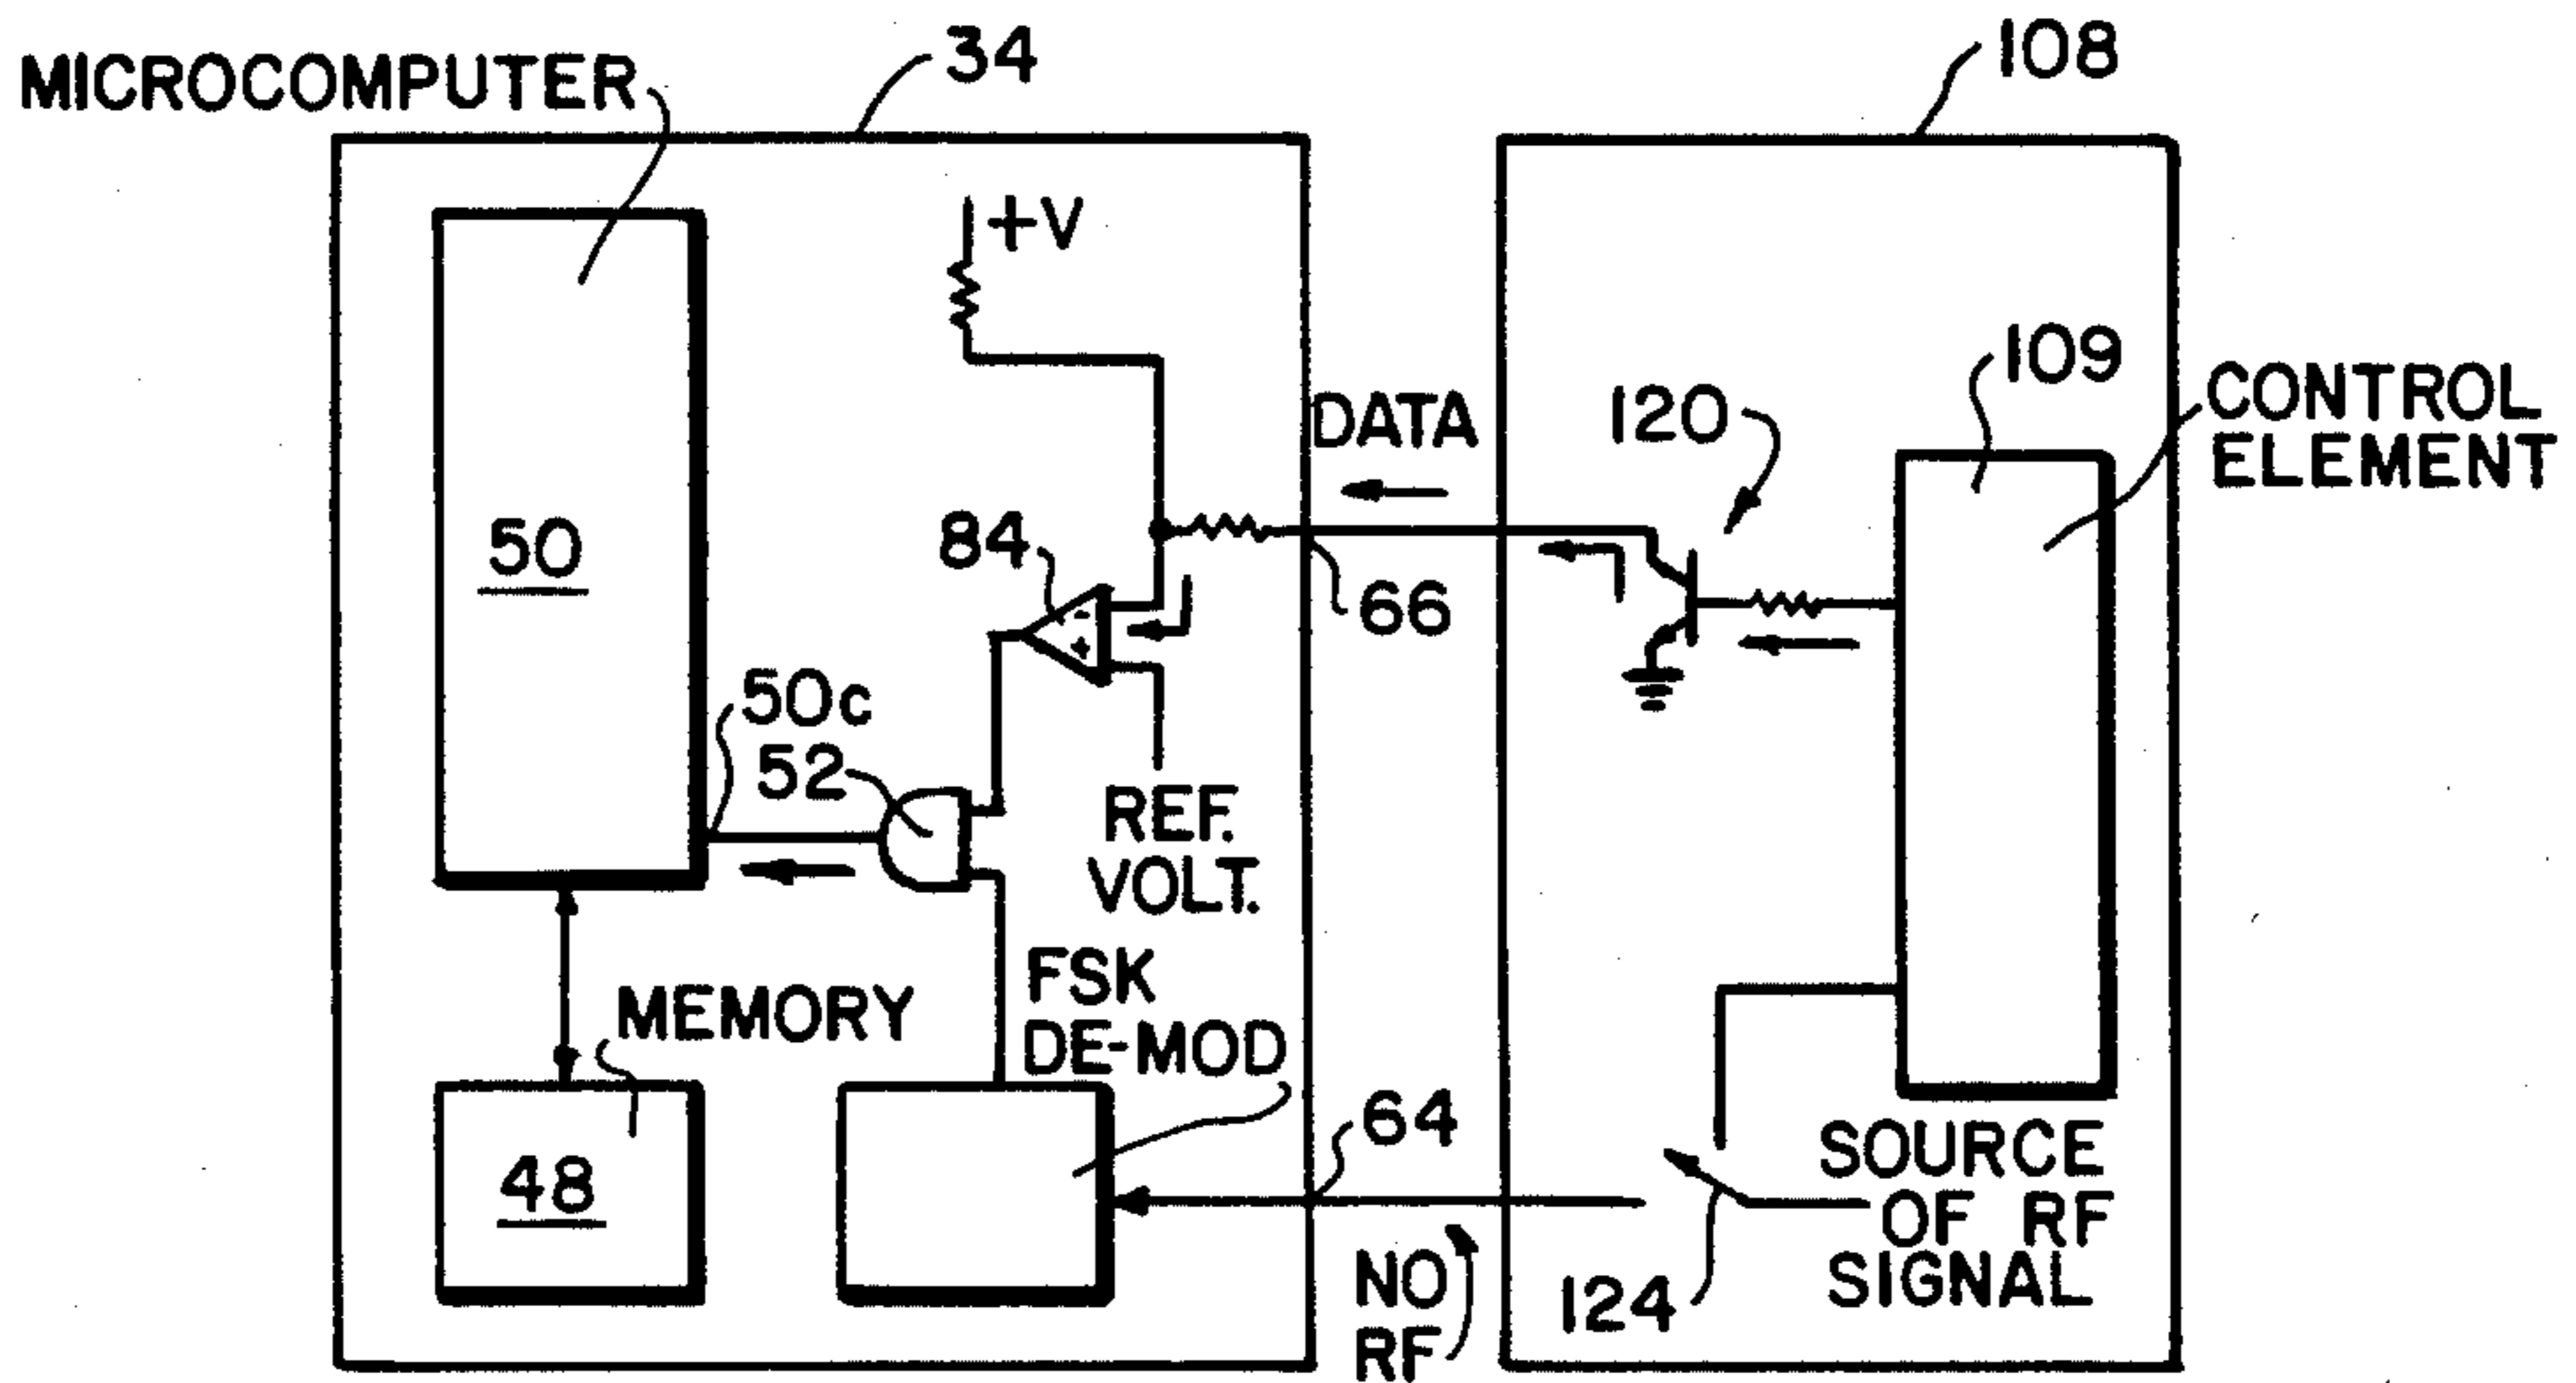 MICROCOMPUTER
34
108
+V
109
CONTROL
ELEMENT
DATA
120
84
50
66
50c
52
REF.
VOLT.
FSK
DE-MOD
MEMORY
48
64
SOURCE
OF RF
SIGNAL
NO
RF
124
-
+